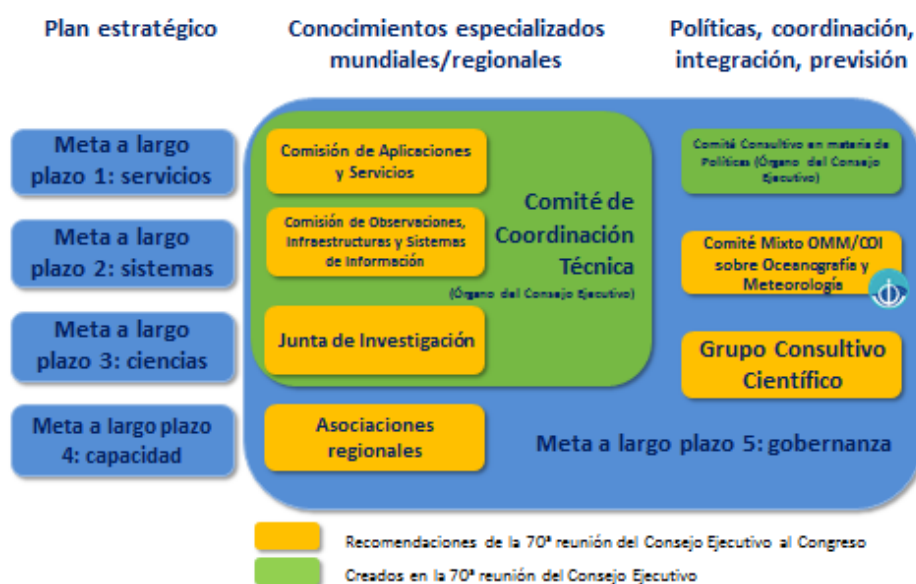 Plan estratégico
Conocimientos especializados
mundiales/regionales
Políticas, coordinación,
integración, previsión
Meta a largo
plazo 1: servicios
Comisión de Aplicaciones
y Servicios
Comité Consultivo en materia de
Políticas (Órgano del Consejo
Ejecutivo)
Meta a largo
plazo 2: sistemas
Comisión de Observaciones,
Infraestructuras y Sistemas
de Información
Comité de
Coordinación
Técnica
(Órgano del Consejo Ejecutivo)
Comité Mixto OMM/COI
sobre Oceanografía y
Meteorología
Meta a largo
plazo 3: ciencias
Junta de Investigación
Grupo Consultivo
Científico
Meta a largo plazo
4: capacidad
Asociaciones
regionales
Meta a largo plazo 5: gobernanza
Recomendaciones de la 70ª reunión del Consejo Ejecutivo al Congreso
Creados en la 70ª reunión del Consejo Ejecutivo